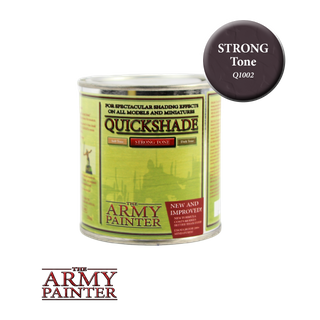 STRONG
Tone
Q1002
FOR SPECTACULAR SHADING EFFECTS
ON ALL MODELS AND MINIATURES
QUICKSHADE
STRONG TONE
THE
ARMY
PAINTER
NEW AND
IMPROVED!
THE
ARMY
PAINTER